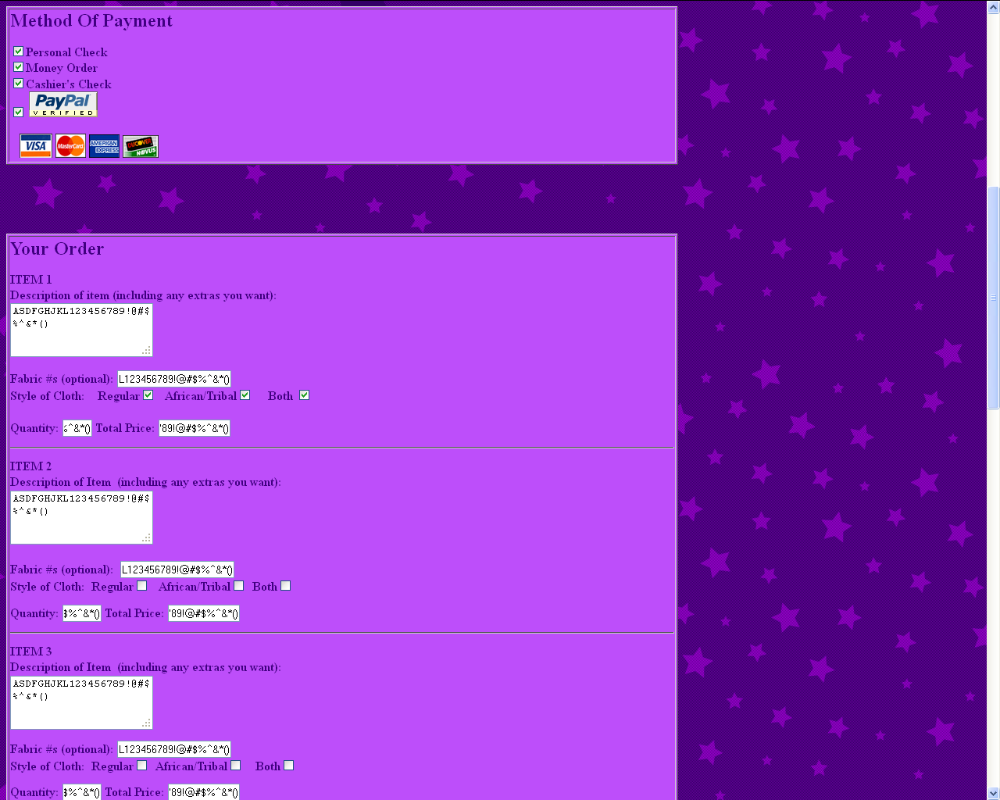 Method Of Payment
Personal Check
Money Order
Cashier's Check
PayPal
VERIFIED
VISA MasterCard AMERICAN EXPRESS DISCOVER NOVUS
Your Order
ITEM 1
Description of item (including any extras you want):
ASDFGHJKL123456789!@#$
%^&*()
Fabric #s (optional): L123456789!@#$%^&*()
Style of Cloth: Regular African/Tribal Both
Quantity: %^&*() Total Price: '89!@#$%^&*()
ITEM 2
Description of Item (including any extras you want):
ASDFGHJKL123456789!@#$
%^&*()
Fabric #s (optional): L123456789!@#$%^&*()
Style of Cloth: Regular African/Tribal Both
Quantity: $%^&*() Total Price: '89!@#$%^&*()
ITEM 3
Description of Item (including any extras you want):
ASDFGHJKL123456789!@#$
%^&*()
Fabric #s (optional): L123456789!@#$%^&*()
Style of Cloth: Regular African/Tribal Both
Quantity: $%^&*() Total Price: '89!@#$%^&*()